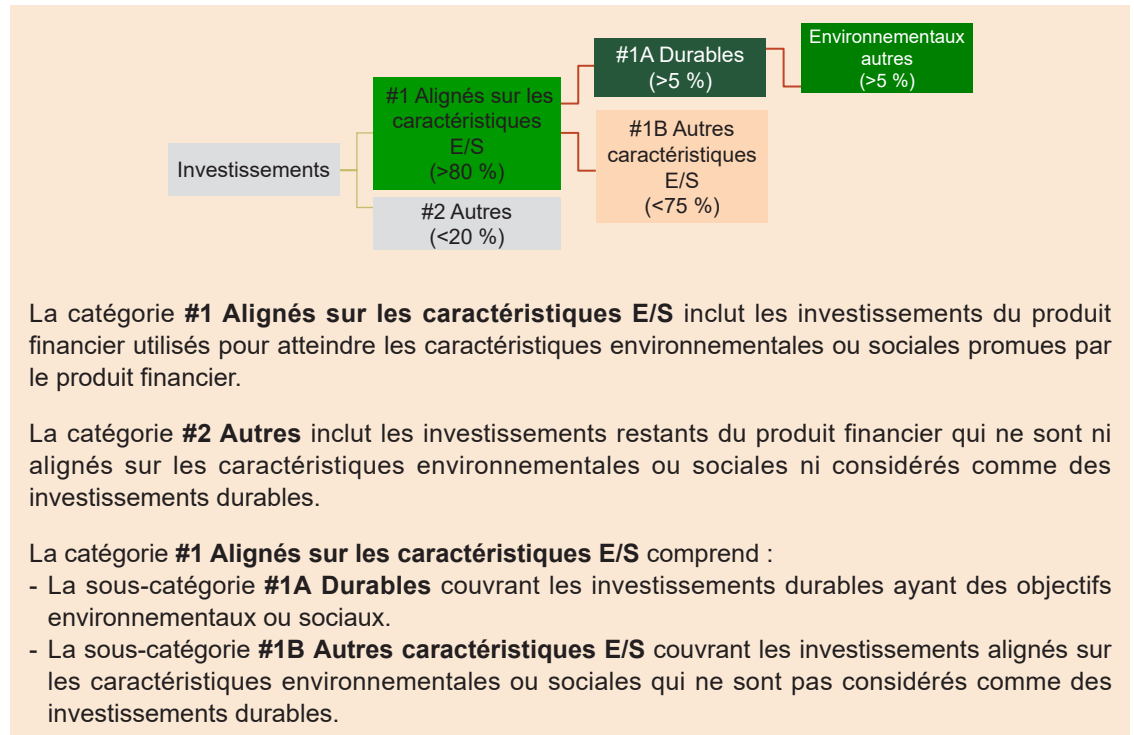 Investissements
#1 Alignés sur les
caractéristiques
E/S
(>80 %)
#2 Autres
(<20 %)
#1A Durables
(>5 %)
#1B Autres
caractéristiques
E/S
(<75 %)
Environnementaux
autres
(>5 %)
La catégorie #1 Alignés sur les caractéristiques E/S inclut les investissements du produit
financier utilisés pour atteindre les caractéristiques environnementales ou sociales promues par
le produit financier.
La catégorie #2 Autres inclut les investissements restants du produit financier qui ne sont ni
alignés sur les caractéristiques environnementales ou sociales ni considérés comme des
investissements durables.
La catégorie #1 Alignés sur les caractéristiques E/S comprend :
- La sous-catégorie #1A Durables couvrant les investissements durables ayant des objectifs
environnementaux ou sociaux.
- La sous-catégorie #1B Autres caractéristiques E/S couvrant les investissements alignés sur
les caractéristiques environnementales ou sociales qui ne sont pas considérés comme des
investissements durables.